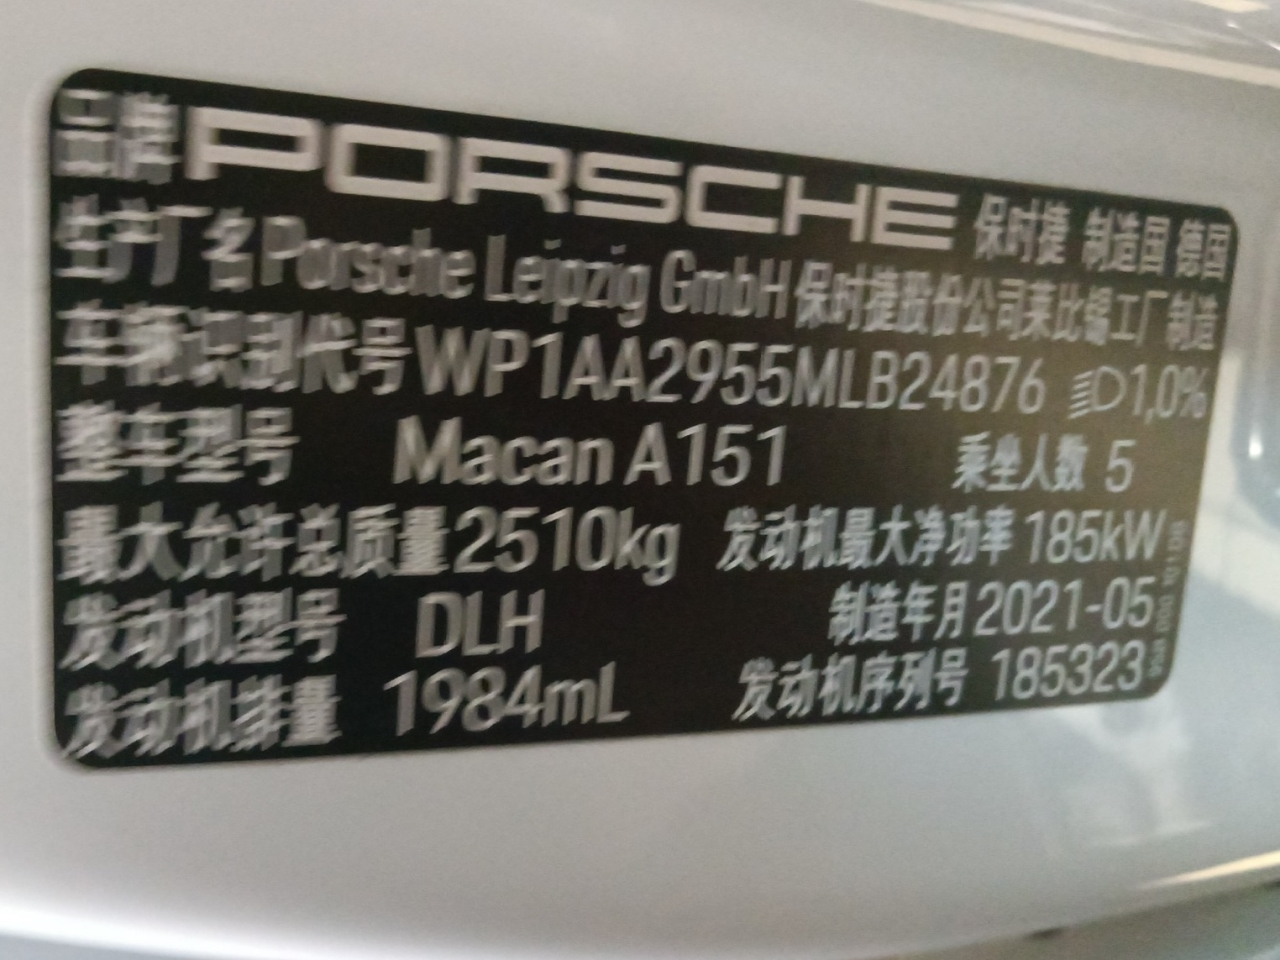 品牌 PORSCHE 保时捷 制造国 德国
生产厂名 Porsche Leipzig GmbH 保时捷股份公司莱比锡工厂制造
车辆识别代号 WP1AA2955MLB24876 1,0%
整车型号 Macan A151 乘坐人数 5
最大允许总质量 2510kg 发动机最大净功率 185kW
发动机型号 DLH 制造年月 2021-05
发动机排量 1984mL 发动机序列号 185323